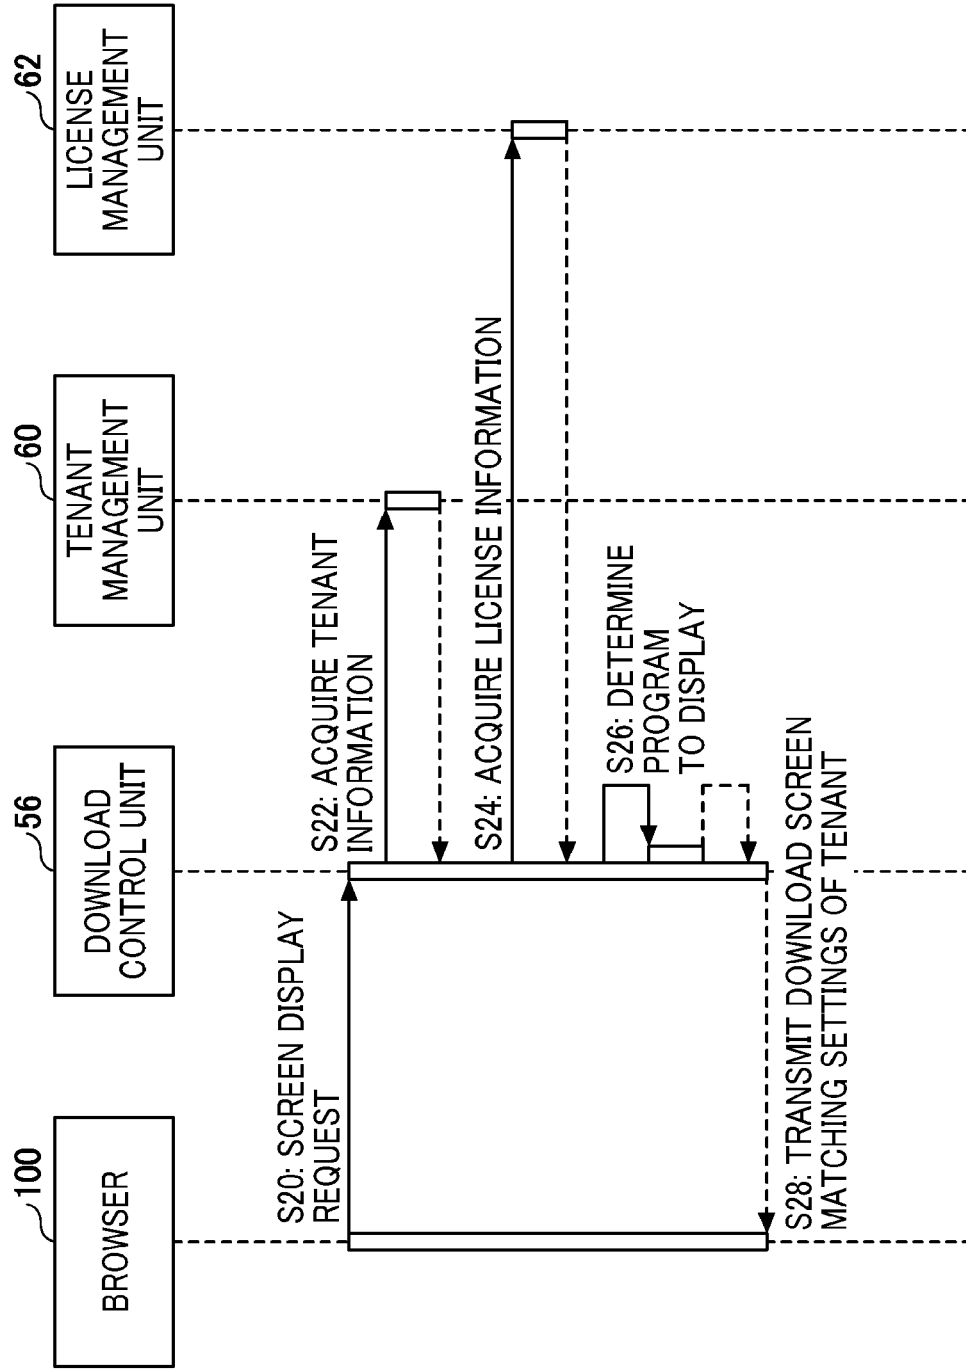 100
BROWSER
56
DOWNLOAD
CONTROL UNIT
60
TENANT
MANAGEMENT
UNIT
62
LICENSE
MANAGEMENT
UNIT
S20: SCREEN DISPLAY
REQUEST
S22: ACQUIRE TENANT
INFORMATION
S24: ACQUIRE LICENSE INFORMATION
S26: DETERMINE
PROGRAM
TO DISPLAY
S28: TRANSMIT DOWNLOAD SCREEN
MATCHING SETTINGS OF TENANT